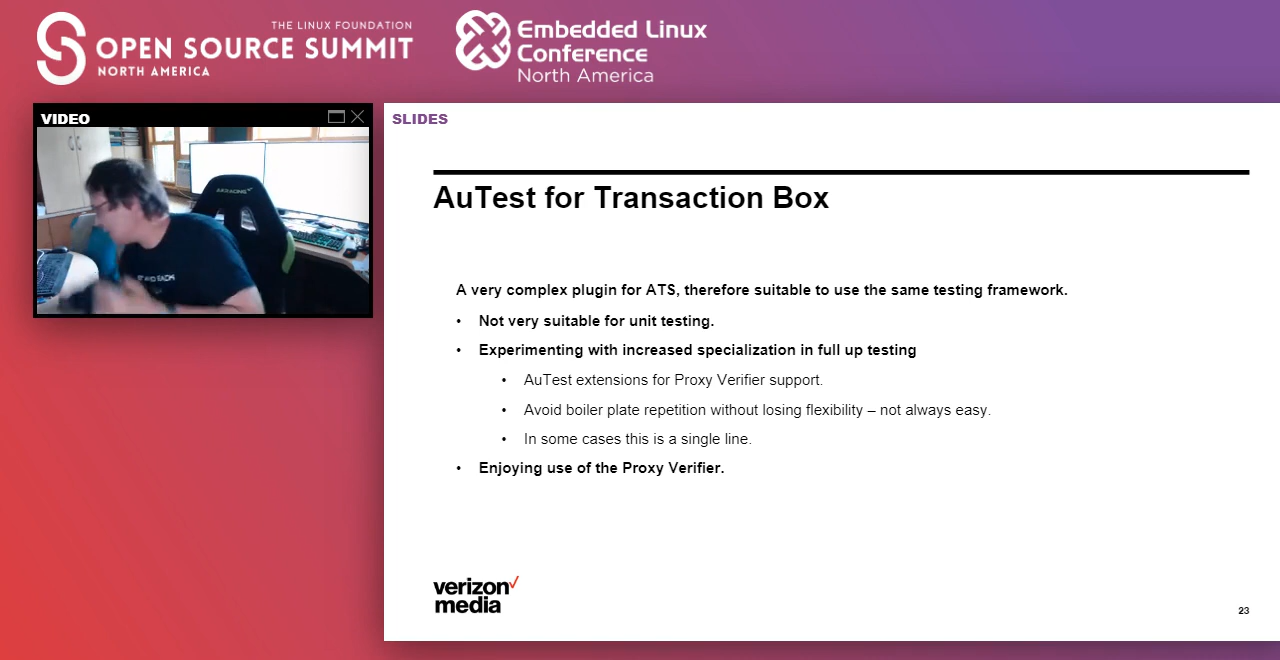 THE LINUX FOUNDATION
OPEN SOURCE SUMMIT
NORTH AMERICA
Embedded Linux
Conference
North America
VIDEO
SLIDES
AuTest for Transaction Box
A very complex plugin for ATS, therefore suitable to use the same testing framework.
• Not very suitable for unit testing.
• Experimenting with increased specialization in full up testing
• AuTest extensions for Proxy Verifier support.
• Avoid boiler plate repetition without losing flexibility – not always easy.
• In some cases this is a single line.
• Enjoying use of the Proxy Verifier.
verizon✓
media
23